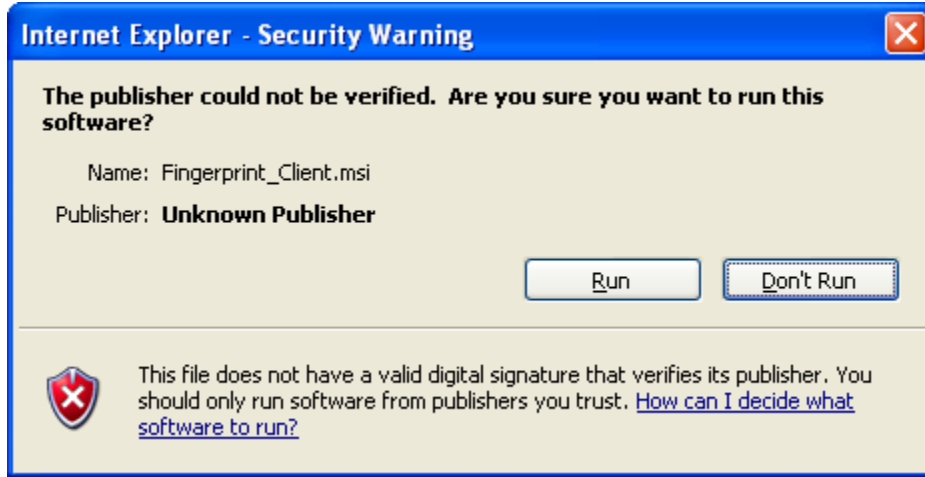 Internet Explorer - Security Warning
The publisher could not be verified.  Are you sure you want to run this
software?
Name: Fingerprint_Client.msi
Publisher: Unknown Publisher
Run
Don't Run
This file does not have a valid digital signature that verifies its publisher. You
should only run software from publishers you trust. How can I decide what
software to run?